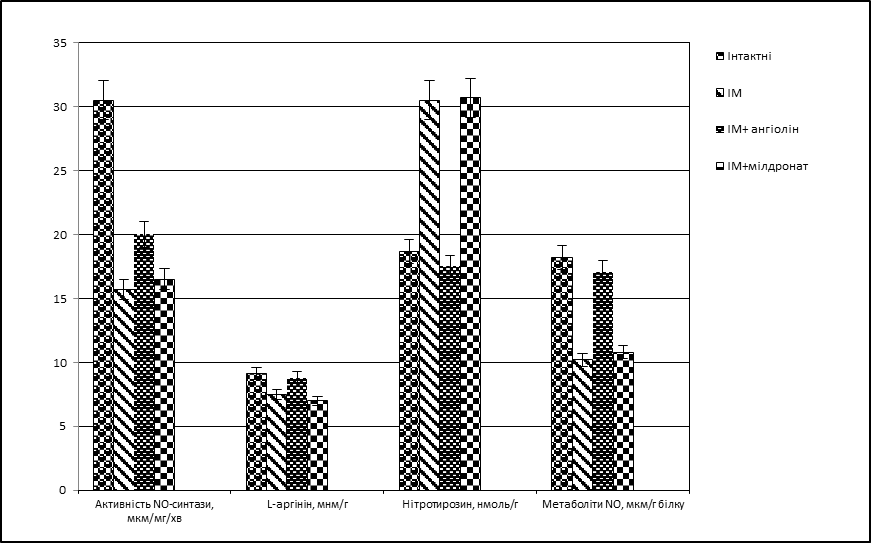 35
30
25
20
15
10
5
0
Активність NO-синтази,
мкм/мг/хв
L-аргінін, мнм/г
Нітротирозин, нмоль/г
Метаболіти NO, мкм/г білку
Інтактні
ІМ
ІМ+ ангіолін
ІМ+мілдронат